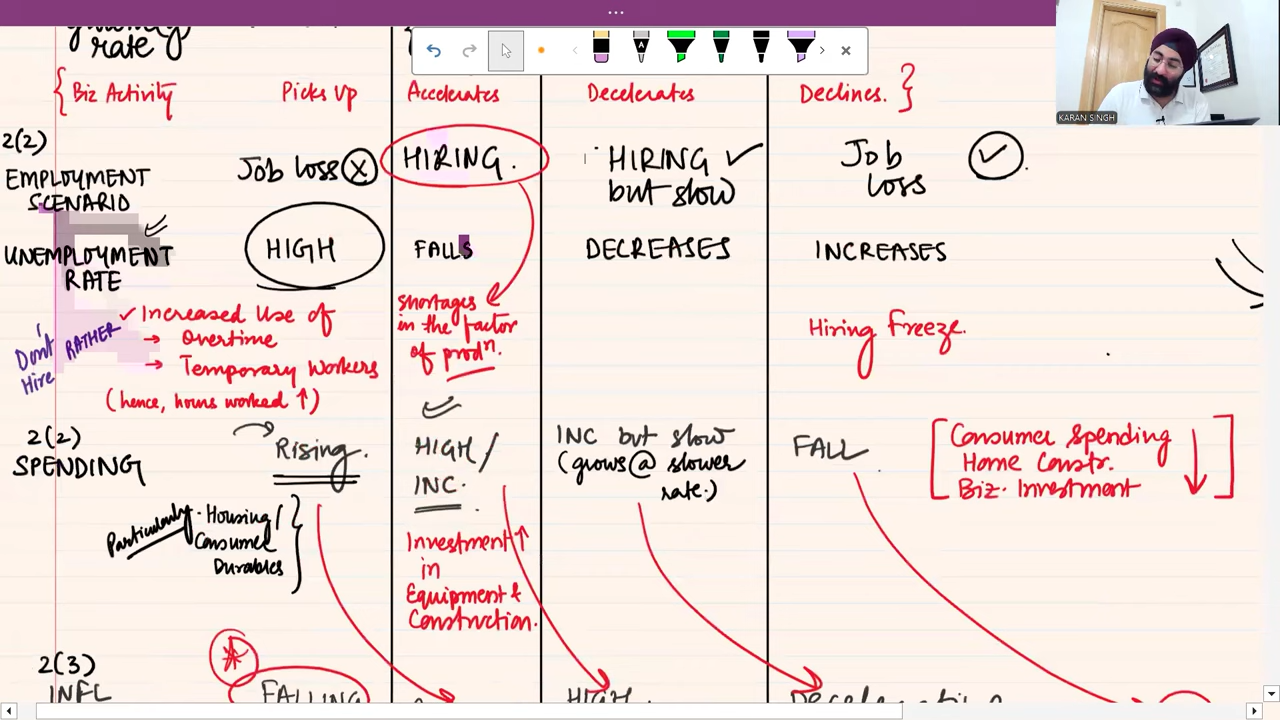 rate
{ Biz Activity Picks Up Accelerates Decelerates Declines. }
2(2)
EMPLOYMENT
SCENARIO
Job loss
HIRING.
HIRING ✓
but slow
Job
loss
✓
UNEMPLOYMENT
RATE
HIGH
FALLS
DECREASES
INCREASES
Don't
Hire
RATHER
✓ Increased Use of
→ Overtime
→ Temporary Workers
(hence, hours worked ↑)
Shortages
in the factor
of prodⁿ.
Hiring Freeze.
2(2)
SPENDING
Rising.
HIGH/
INC.
INC but slow
(grows @ slower
rate.)
FALL
[Consumer Spending
Home Constr.
Biz. Investment ↓]
Particularly
Housing/
Consumer
Durables
Investment ↑
in
Equipment &
Construction.
2(3)
INFL
FALLING
HIGH.
KARAN SINGH